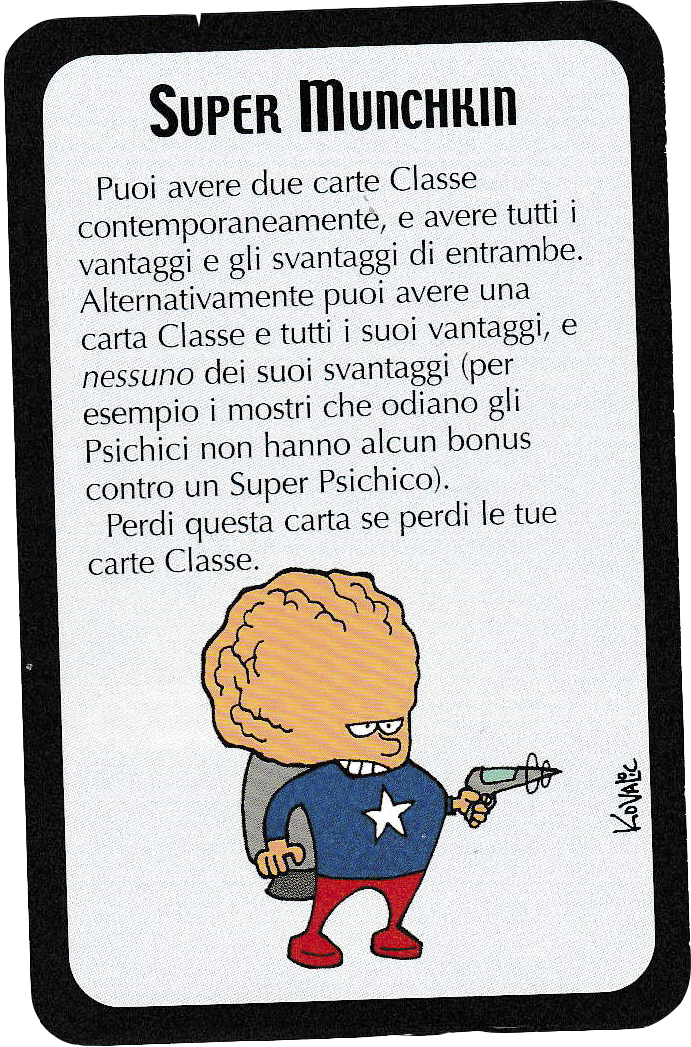 Super Munchkin
Puoi avere due carte Classe
contemporaneamente, e avere tutti i
vantaggi e gli svantaggi di entrambe.
Alternativamente puoi avere una
carta Classe e tutti i suoi vantaggi, e
nessuno dei suoi svantaggi (per
esempio i mostri che odiano gli
Psichici non hanno alcun bonus
contro un Super Psichico).
Perdi questa carta se perdi le tue
carte Classe.
Kovalic